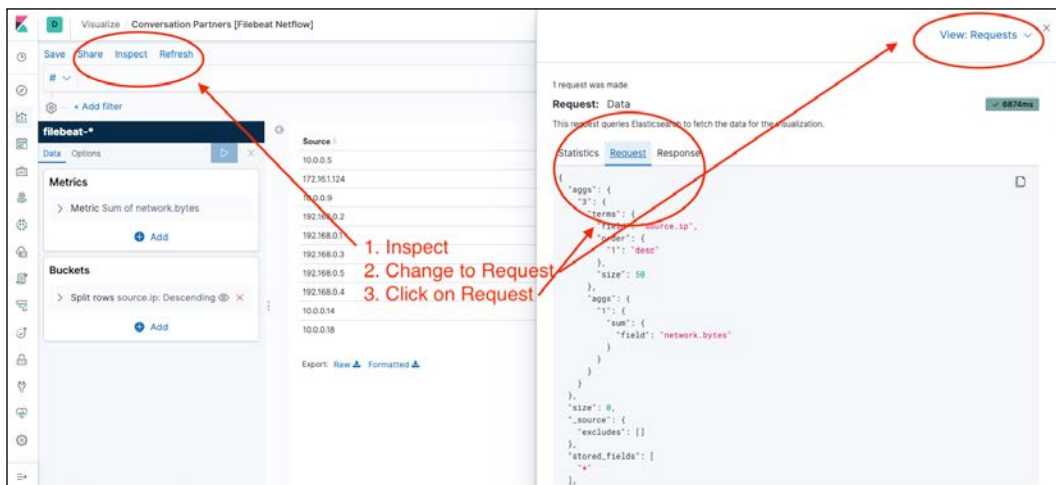 D Visualize / Conversation Partners [Filebeat Netflow]
Save Share Inspect Refresh
#
+ Add filter
filebeat-*
Data Options
Metrics
> Metric Sum of network.bytes
Add
Buckets
> Split rows source.ip: Descending
Add
Source
10.0.0.5
172.16.1.124
10.0.0.9
192.168.0.2
192.168.0.1
192.168.0.3
192.168.0.5
192.168.0.4
10.0.0.14
10.0.0.18
Export: Raw Formatted
1. Inspect
2. Change to Request
3. Click on Request
View: Requests
1 request was made
Request: Data
6874ms
This request queries Elasticsearch to fetch the data for the visualization.
Statistics Request Response
{
"aggs": {
"3": {
"terms": {
"field": "source.ip",
"order": {
"1": "desc"
},
"size": 50
},
"aggs": {
"1": {
"sum": {
"field": "network.bytes"
}
}
}
}
},
"size": 0,
"_source": {
"excludes": []
},
"stored_fields": [
"*"
],